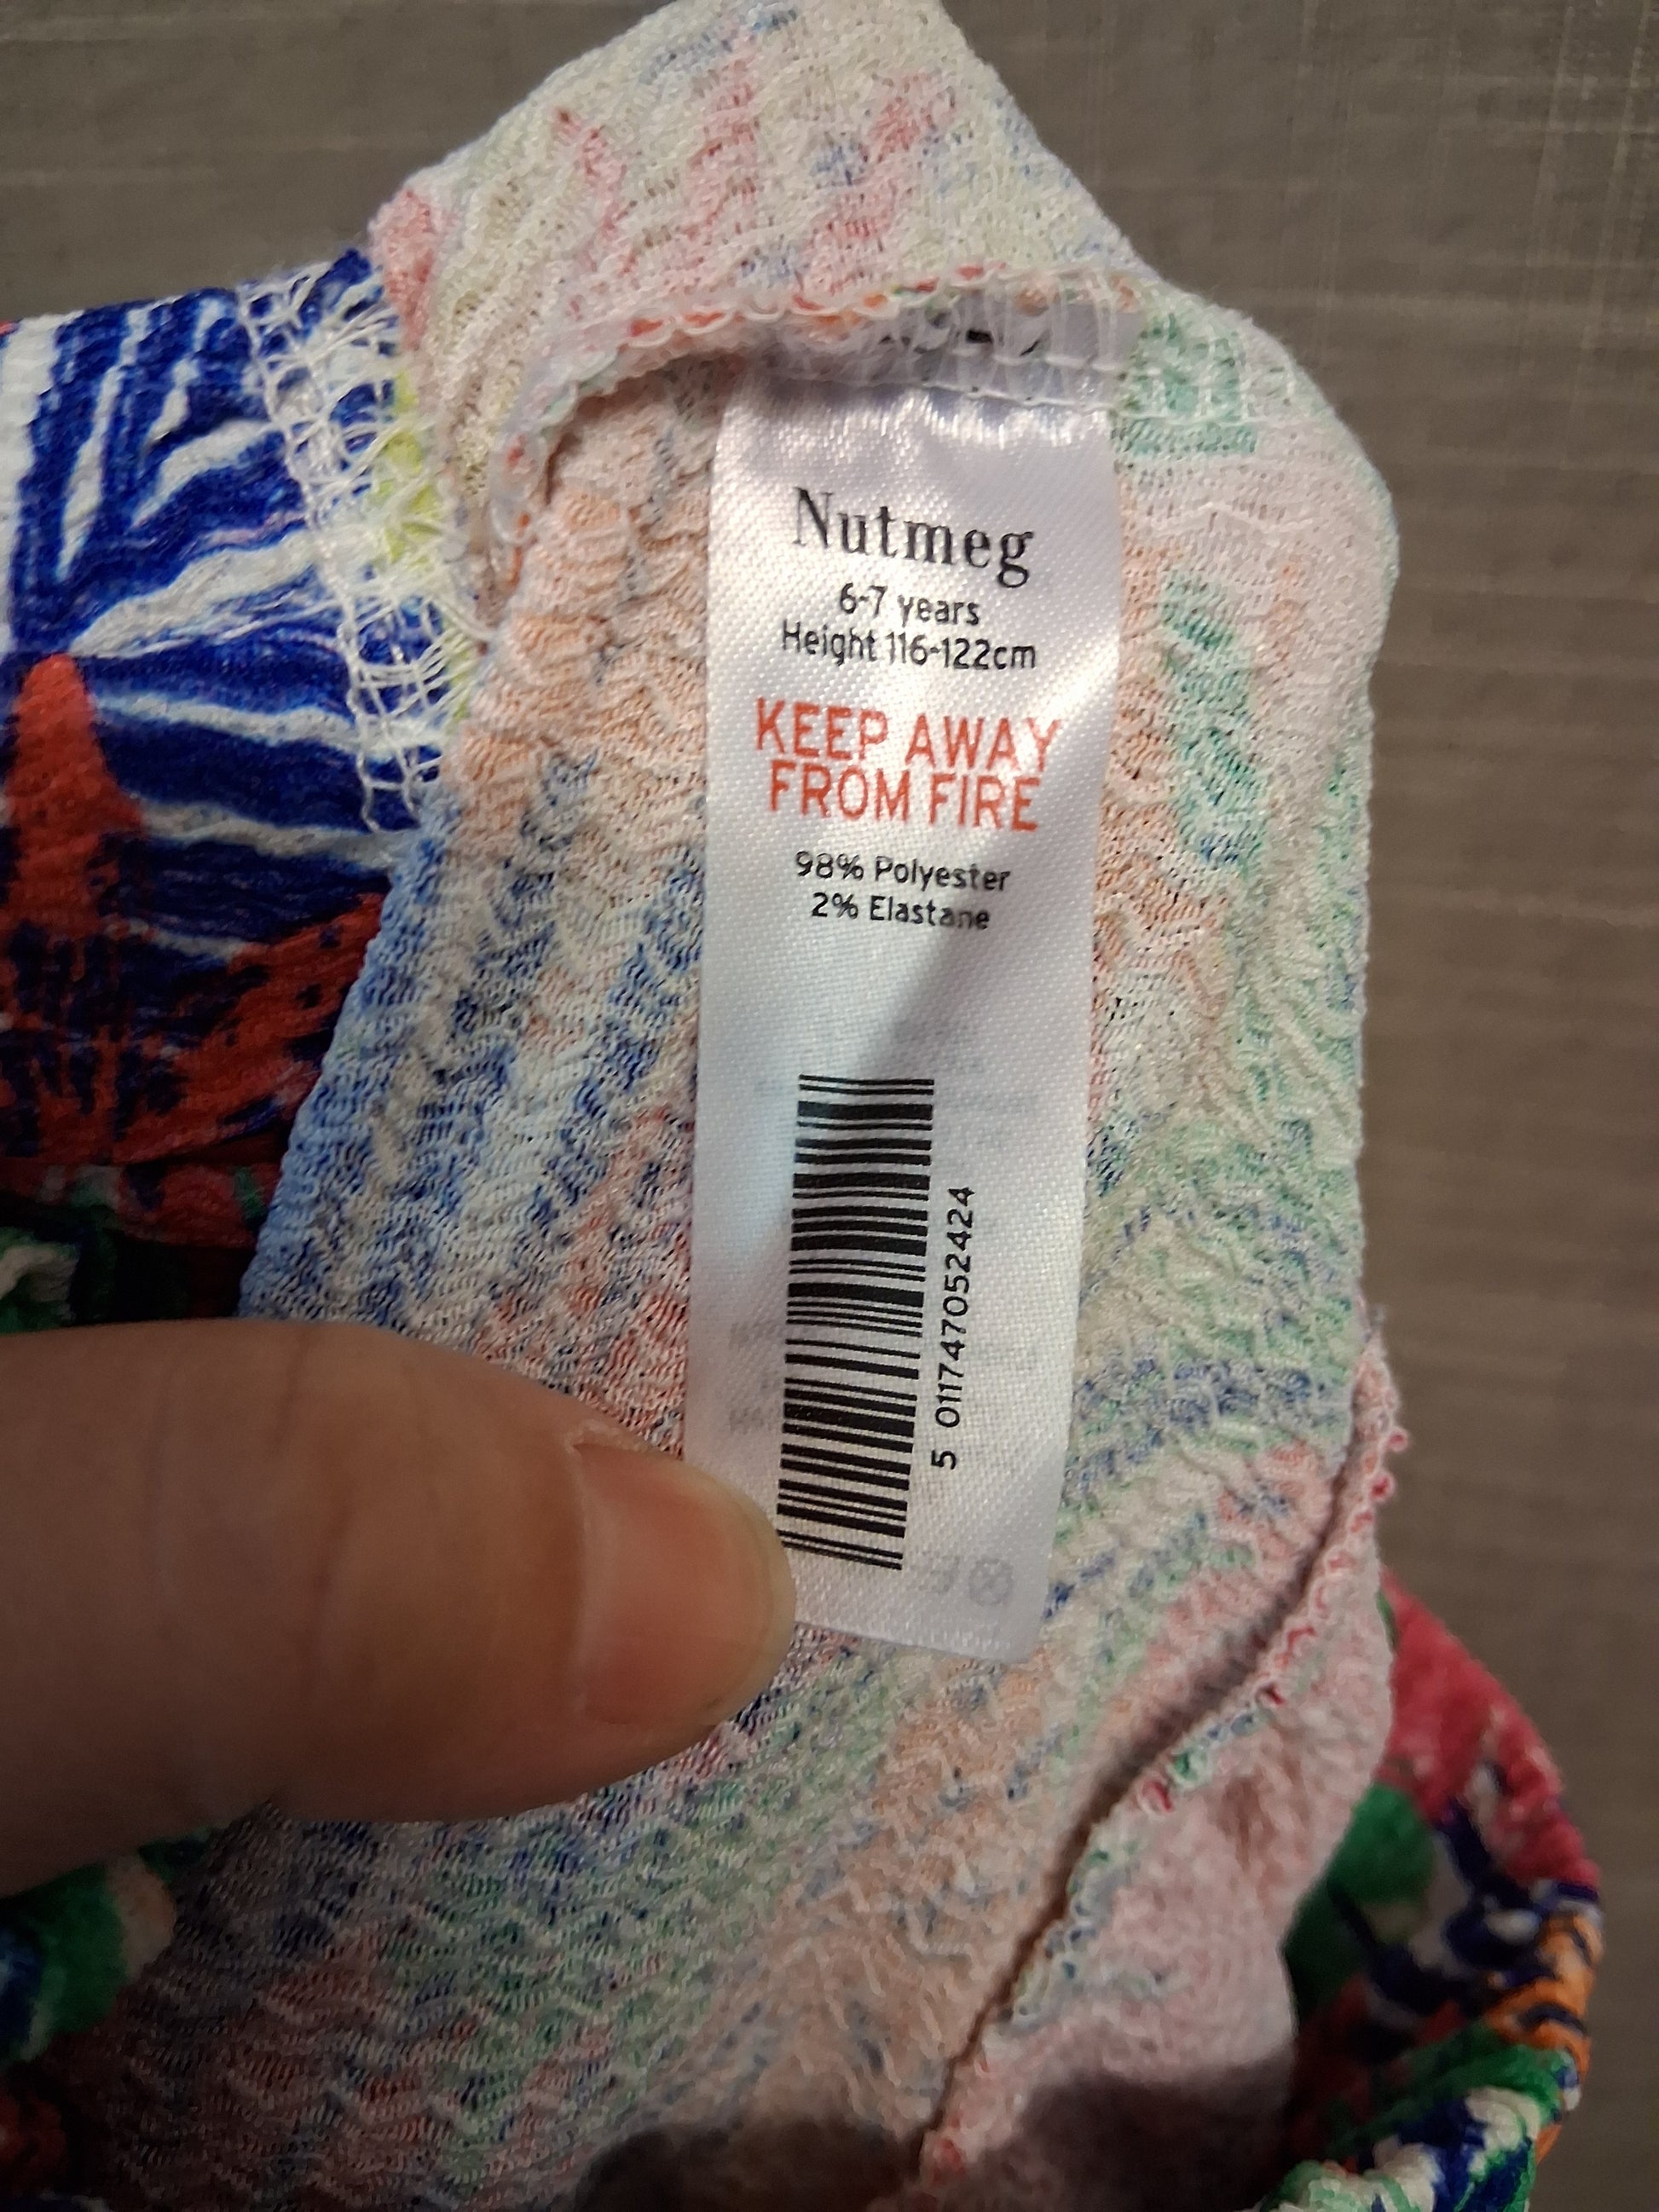 Nutmeg
6-7 years
Height 116-122cm
KEEP AWAY
FROM FIRE
98% Polyester
2% Elastane
5 011747052424